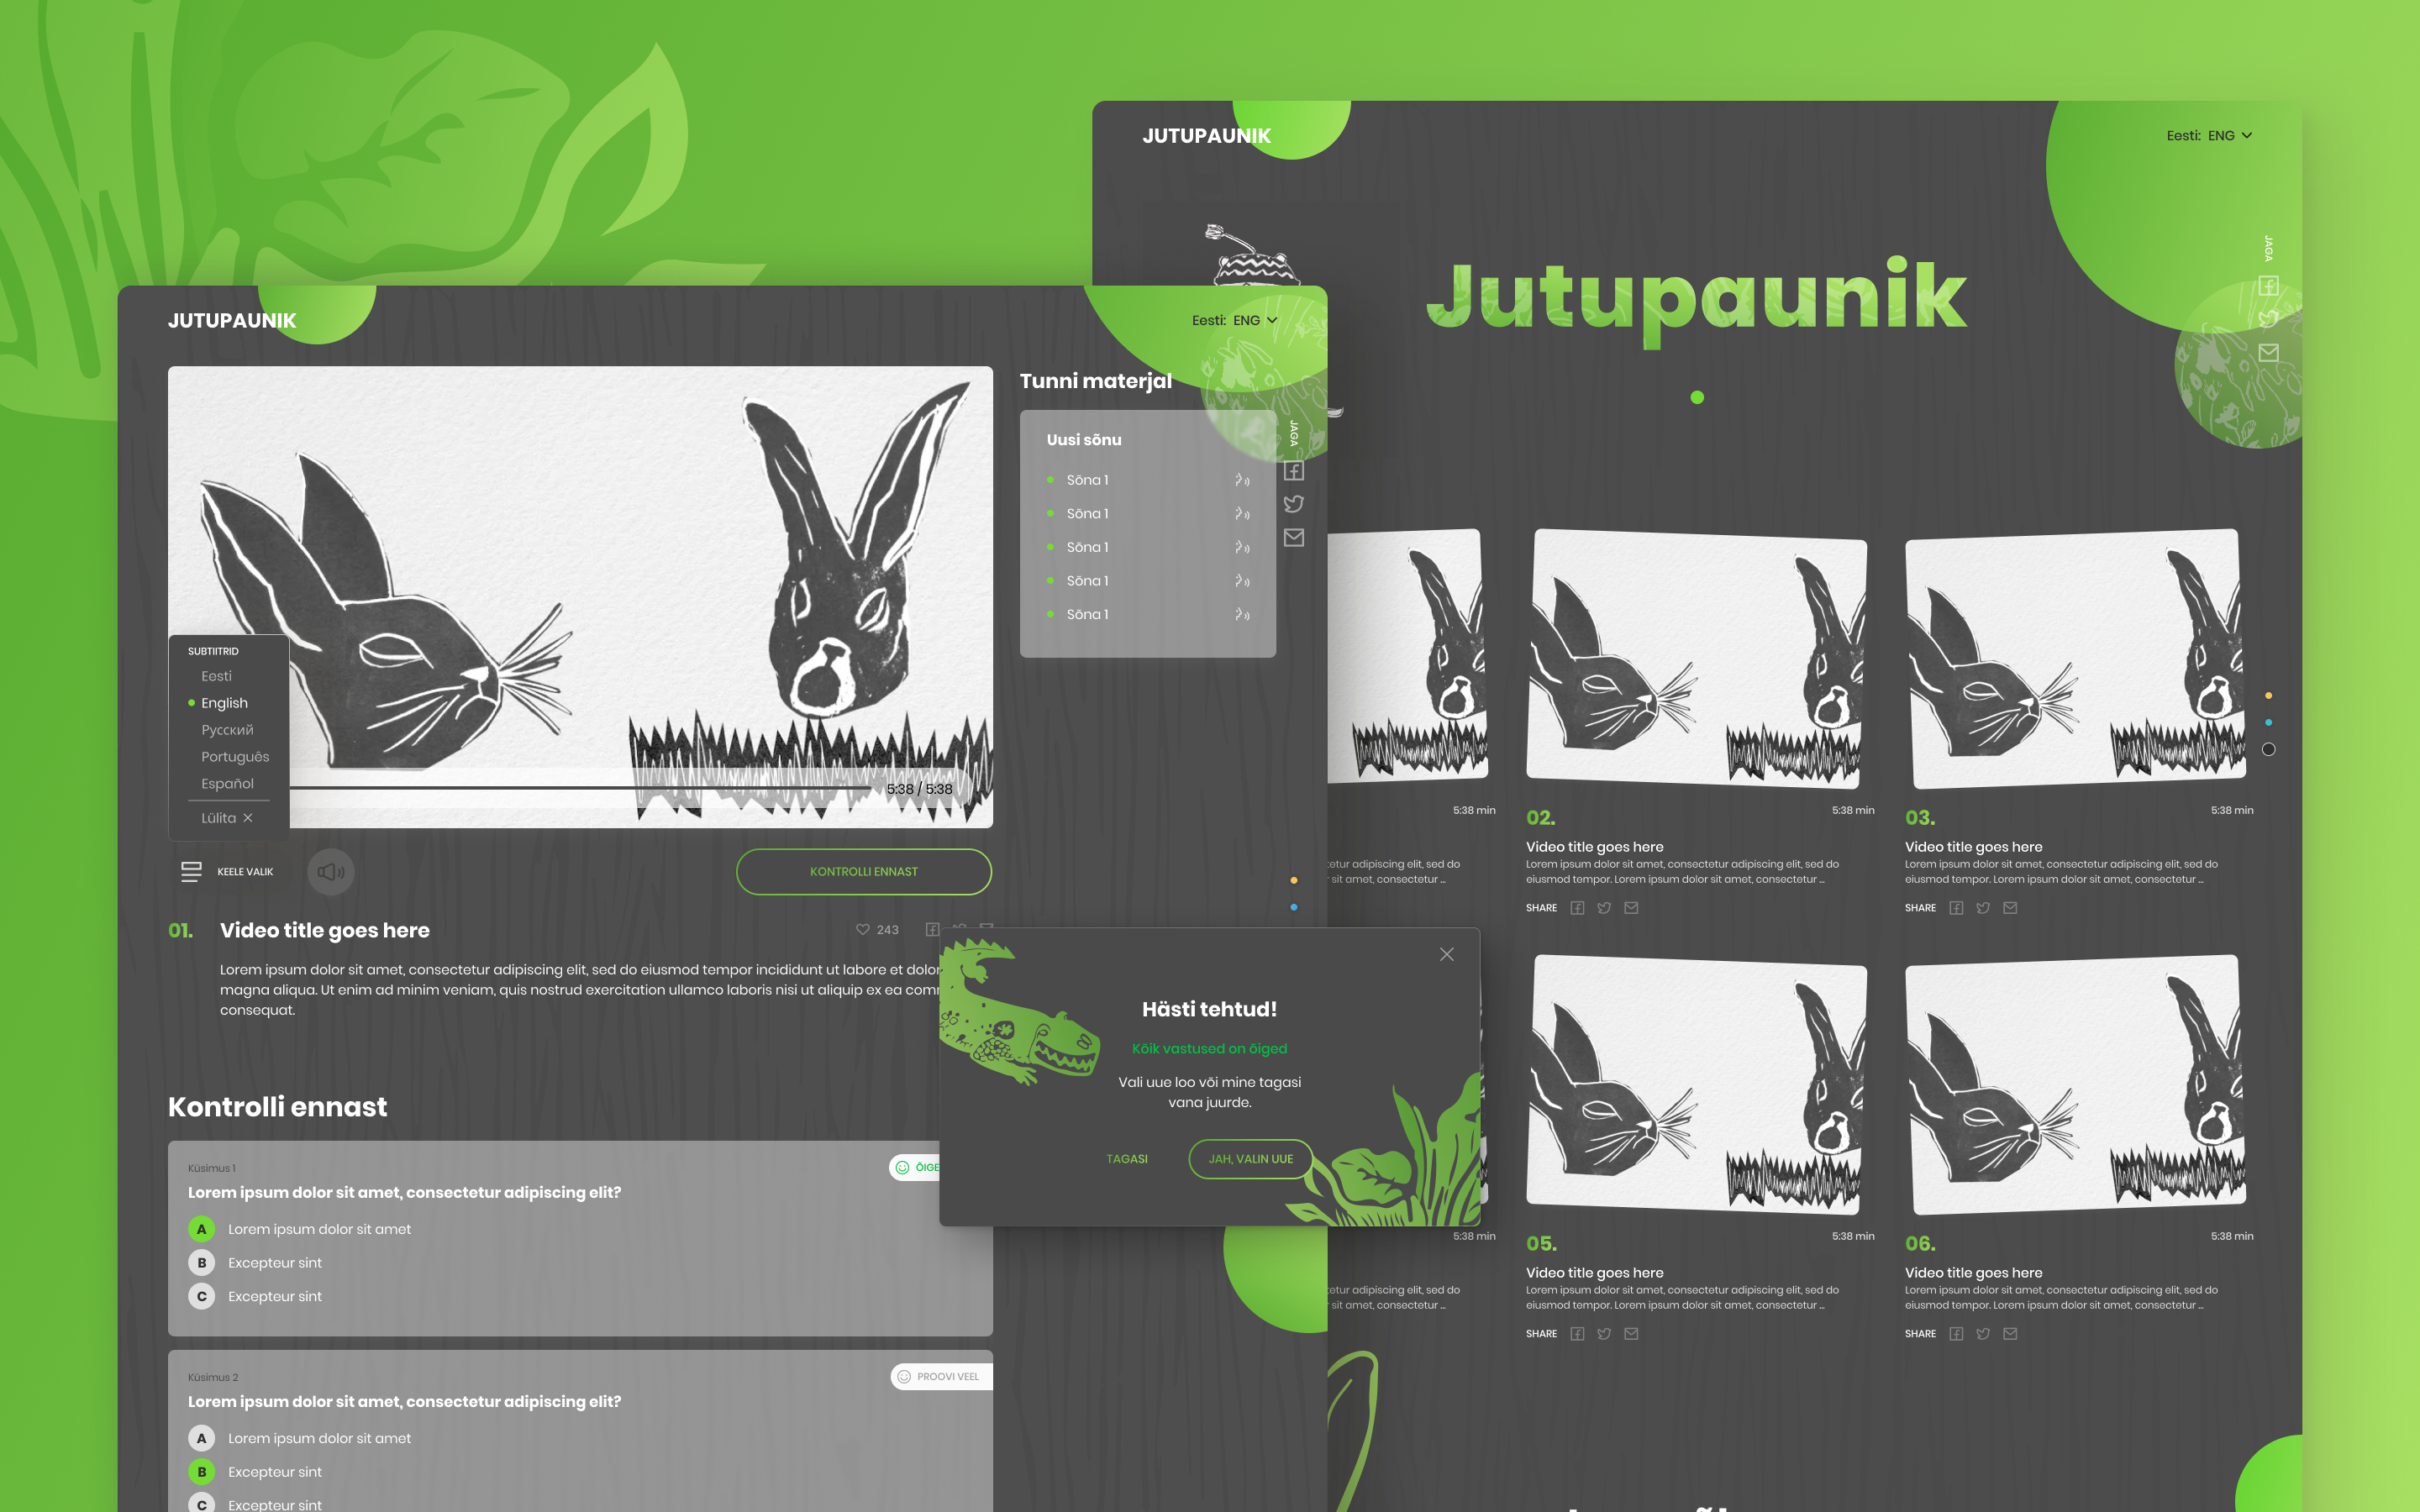 JUTUPAUNIK
Eesti: ENG
Jutupaunik
JAGA
JUTUPAUNIK
Eesti: ENG
Tunni materjal
Uusi sõnu
Sõna 1
Sõna 1
Sõna 1
Sõna 1
Sõna 1
JAGA
SUBTIITRID
Eesti
English
Русский
Português
Español
Lülita
5:38 / 5:38
KEELE VALIK
KONTROLLI ENNAST
01.
Video title goes here
243
Lorem ipsum dolor sit amet, consectetur adipiscing elit, sed do eiusmod tempor incididunt ut labore et dolor
magna aliqua. Ut enim ad minim veniam, quis nostrud exercitation ullamco laboris nisi ut aliquip ex ea comm
consequat.
Kontrolli ennast
Küsimus 1
ÕIGE
Lorem ipsum dolor sit amet, consectetur adipiscing elit?
A Lorem ipsum dolor sit amet
B Excepteur sint
C Excepteur sint
Küsimus 2
PROOVI VEEL
Lorem ipsum dolor sit amet, consectetur adipiscing elit?
A Lorem ipsum dolor sit amet
B Excepteur sint
C Excepteur sint
Hästi tehtud!
Kõik vastused on õiged
Vali uue loo või mine tagasi
vana juurde.
TAGASI
JAH, VALIN UUE
5:38 min
adipiscing elit, sed do
sit amet, consectetur ...
02.
5:38 min
Video title goes here
Lorem ipsum dolor sit amet, consectetur adipiscing elit, sed do
eiusmod tempor. Lorem ipsum dolor sit amet, consectetur ...
SHARE
03.
5:38 min
Video title goes here
Lorem ipsum dolor sit amet, consectetur adipiscing elit, sed do
eiusmod tempor. Lorem ipsum dolor sit amet, consectetur ...
SHARE
5:38 min
adipiscing elit, sed do
sit amet, consectetur ...
05.
5:38 min
Video title goes here
Lorem ipsum dolor sit amet, consectetur adipiscing elit, sed do
eiusmod tempor. Lorem ipsum dolor sit amet, consectetur ...
SHARE
06.
5:38 min
Video title goes here
Lorem ipsum dolor sit amet, consectetur adipiscing elit, sed do
eiusmod tempor. Lorem ipsum dolor sit amet, consectetur ...
SHARE